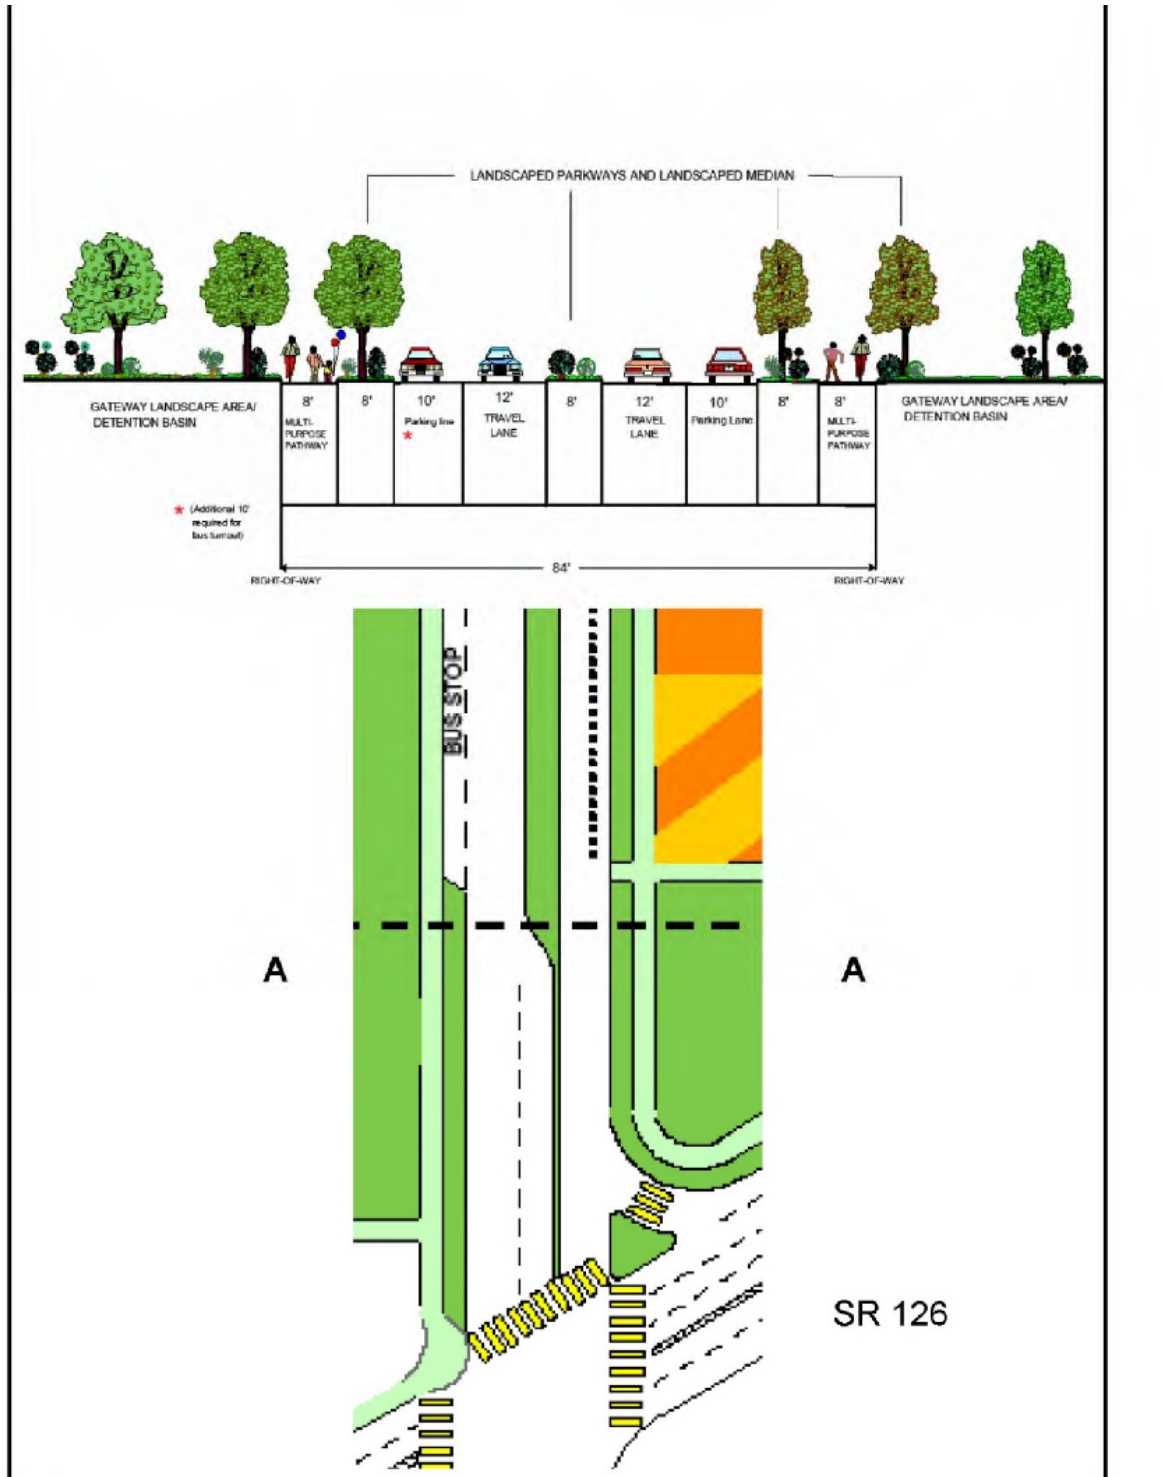 LANDSCAPED PARKWAYS AND LANDSCAPED MEDIAN
8' 8' 10' 12' 8' 12' 10' 8' 8'
GATEWAY LANDSCAPE AREA/
DETENTION BASIN
MULTI-
PURPOSE
PATHWAY
Parking line
*
TRAVEL
LANE
TRAVEL
LANE
Parking Lane
MULTI-
PURPOSE
PATHWAY
GATEWAY LANDSCAPE AREA/
DETENTION BASIN
* (Additional 10'
required for
bus turnout)
84'
RIGHT-OF-WAY
RIGHT-OF-WAY
BUS STOP
A
A
SR 126